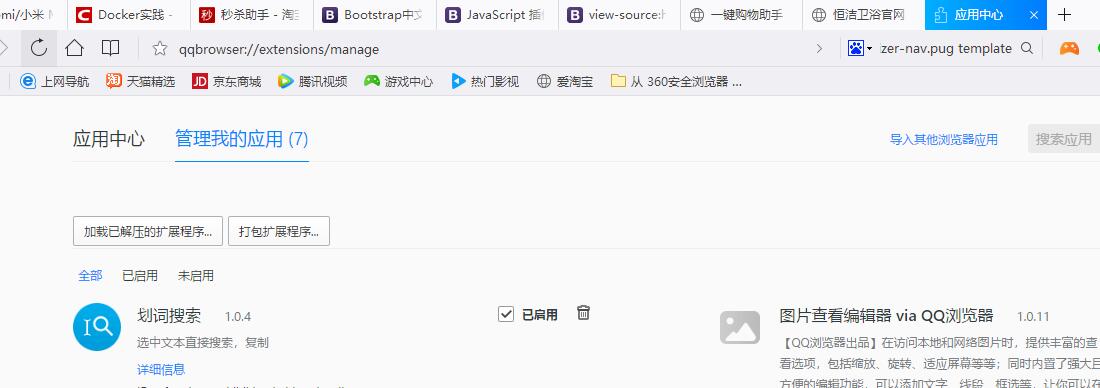 emi/小米 M Docker实践 - 秒杀助手 - 淘宝 Bootstrap中文 JavaScript 插件 view-source:h 一键购物助手 恒洁卫浴官网 应用中心
qqbrowser://extensions/manage zer-nav.pug template
上网导航 天猫精选 JD 京东商城 腾讯视频 游戏中心 热门影视 爱淘宝 从 360安全浏览器 ...
应用中心 管理我的应用 (7) 导入其他浏览器应用 搜索应用
加载已解压的扩展程序... 打包扩展程序...
全部 已启用 未启用
划词搜索 1.0.4 已启用 图片查看编辑器 via QQ浏览器 1.0.11
选中文本直接搜索，复制 【QQ浏览器出品】在访问本地和网络图片时，提供丰富的查
看选项，包括缩放、旋转、适应屏幕等等；同时内置了强大且
详细信息
方便的编辑功能，可以添加文字、线段、框选等，让你可以在